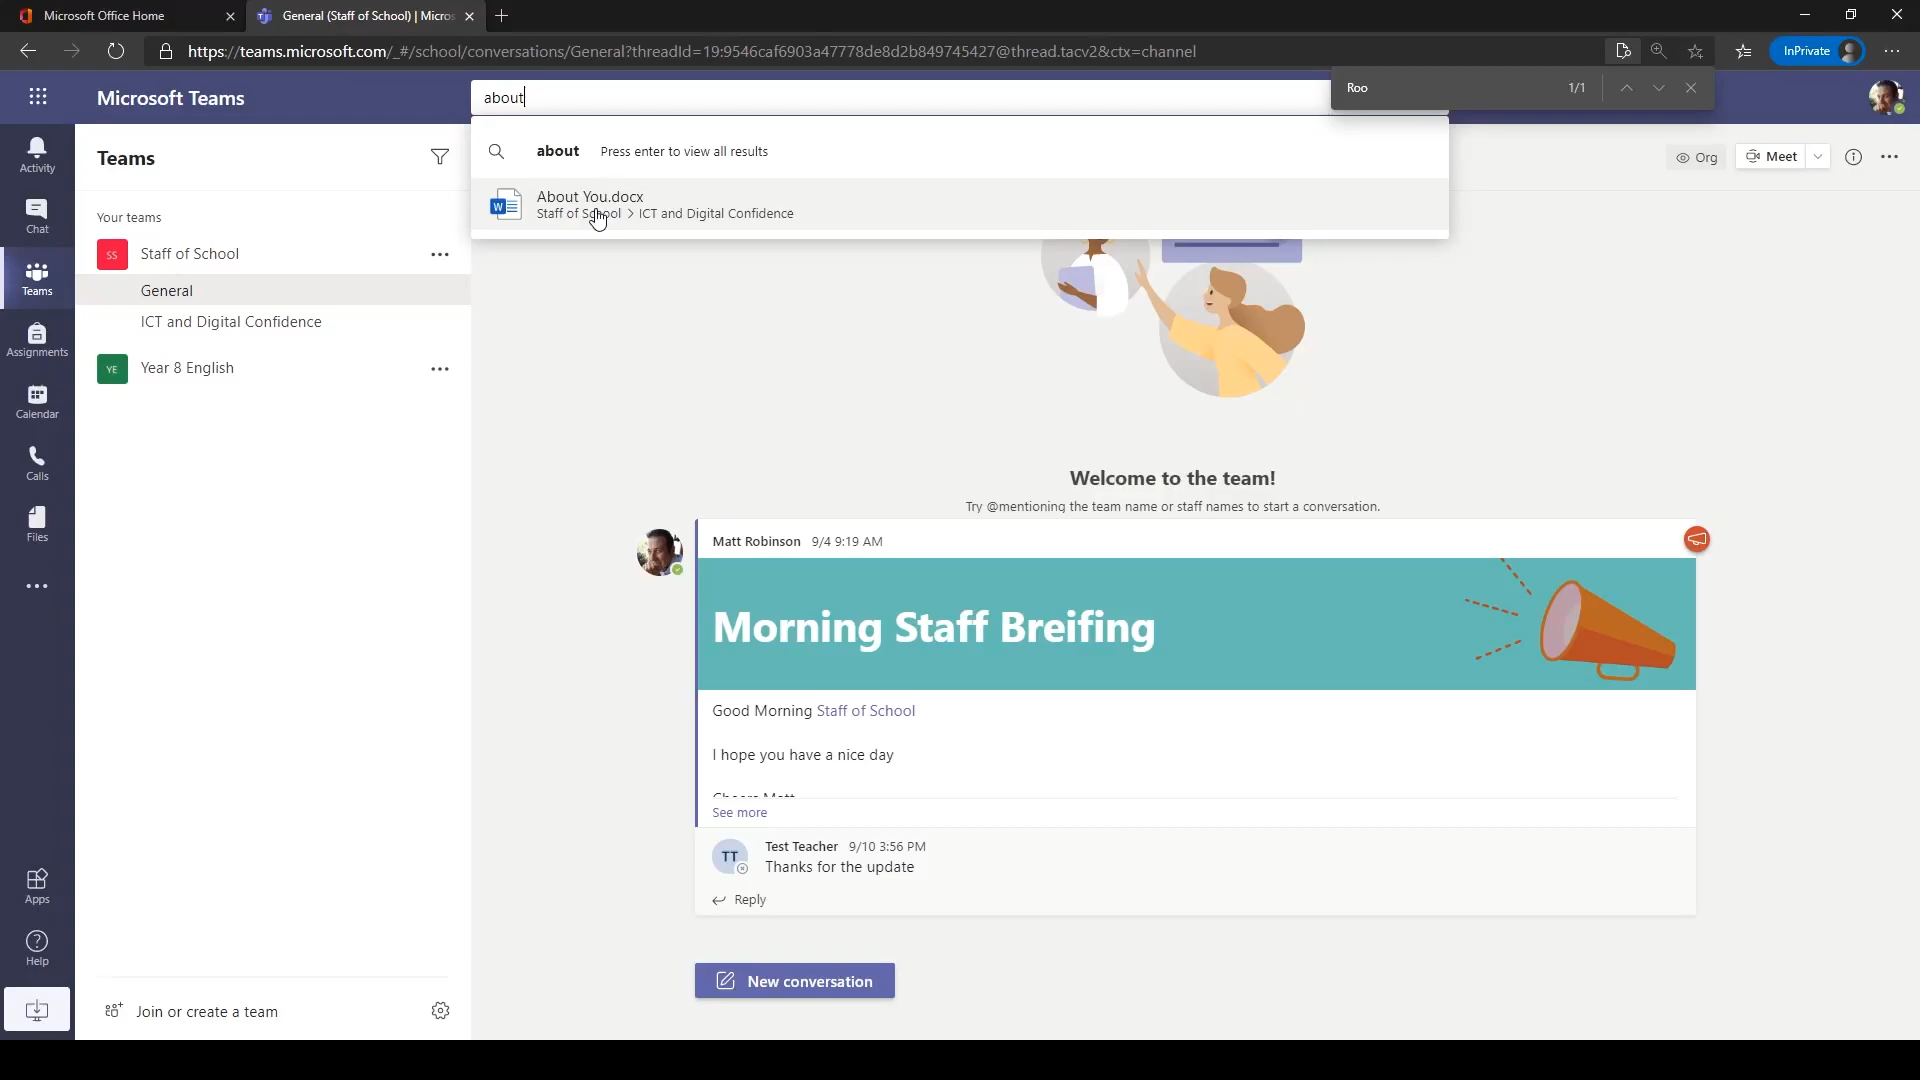 Microsoft Office Home
General (Staff of School) | Micros
https://teams.microsoft.com/_#/school/conversations/General?threadId=19:9546caf6903a47778de8d2b849745427@thread.tacv2&ctx=channel
InPrivate
Microsoft Teams
about
Roo
1/1
Activity
Chat
Teams
Assignments
Calendar
Calls
Files
Apps
Help
Teams
Your teams
SS
Staff of School
General
ICT and Digital Confidence
YE
Year 8 English
Join or create a team
about Press enter to view all results
About You.docx
Staff of School > ICT and Digital Confidence
Org
Meet
Welcome to the team!
Try @mentioning the team name or staff names to start a conversation.
Matt Robinson 9/4 9:19 AM
Morning Staff Breifing
Good Morning Staff of School
I hope you have a nice day
Cheers Matt
See more
TT
Test Teacher 9/10 3:56 PM
Thanks for the update
Reply
New conversation